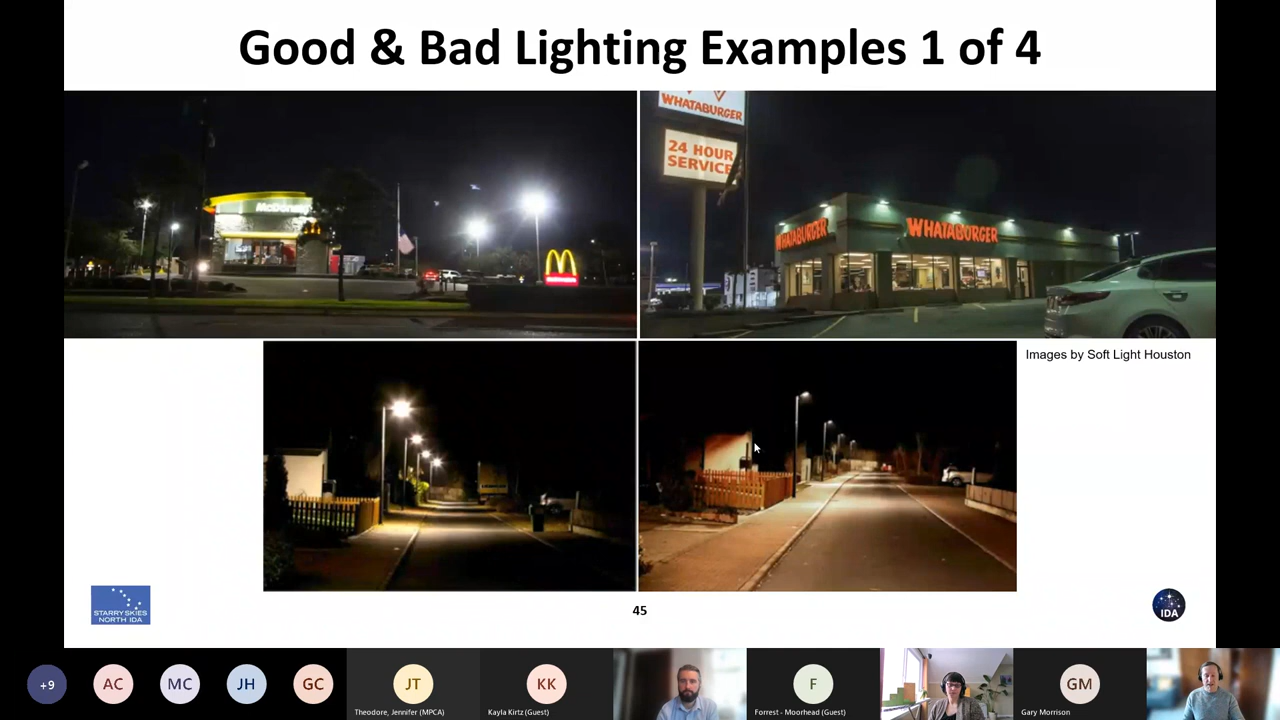 Good & Bad Lighting Examples 1 of 4
McDonald's
WHATABURGER
24 HOUR
SERVICE
WHATABURGER
WHATABURGER
Images by Soft Light Houston
STARRY SKIES
NORTH IDA
45
IDA
+9
AC
MC
JH
GC
JT
Theodore, Jennifer (MPCA)
KK
Kayla Kirtz (Guest)
F
Forrest - Moorhead (Guest)
GM
Gary Morrison